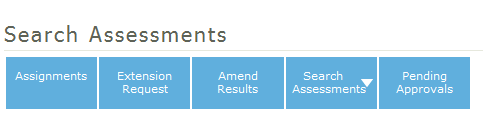 Search Assessments
Assignments
Extension
Request
Amend
Results
Search
Assessments
Pending
Approvals